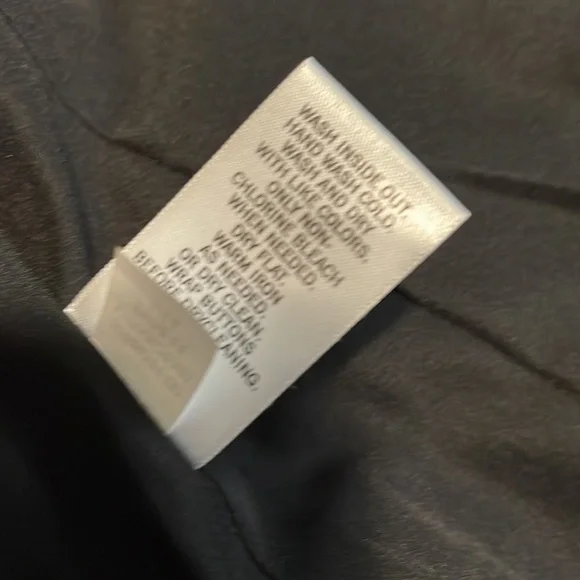 WASH INSIDE OUT.
HAND WASH COLD.
WASH AND DRY
WITH LIKE COLORS.
ONLY NON-
CHLORINE BLEACH
WHEN NEEDED.
DRY FLAT.
WARM IRON
AS NEEDED.
OR DRY CLEAN.
WRAP BUTTONS
BEFORE DRYCLEANING.